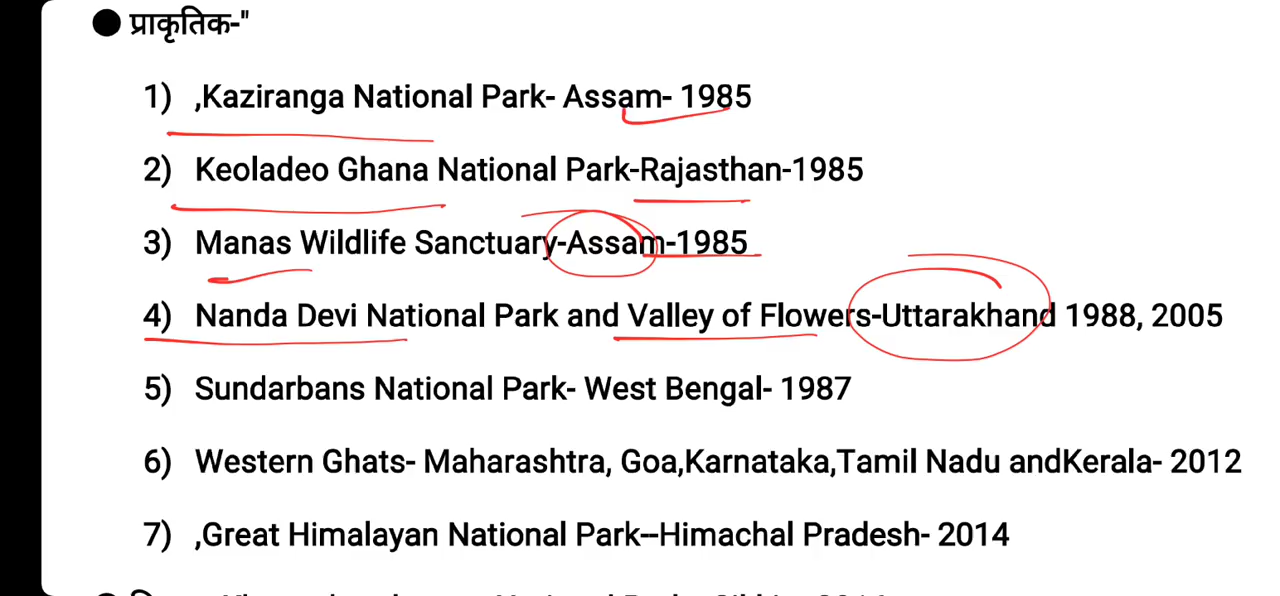 ● प्राकृतिक-"
1) ,Kaziranga National Park- Assam- 1985
2) Keoladeo Ghana National Park-Rajasthan-1985
3) Manas Wildlife Sanctuary-Assam-1985
4) Nanda Devi National Park and Valley of Flowers-Uttarakhand 1988, 2005
5) Sundarbans National Park- West Bengal- 1987
6) Western Ghats- Maharashtra, Goa,Karnataka,Tamil Nadu andKerala- 2012
7) ,Great Himalayan National Park--Himachal Pradesh- 2014